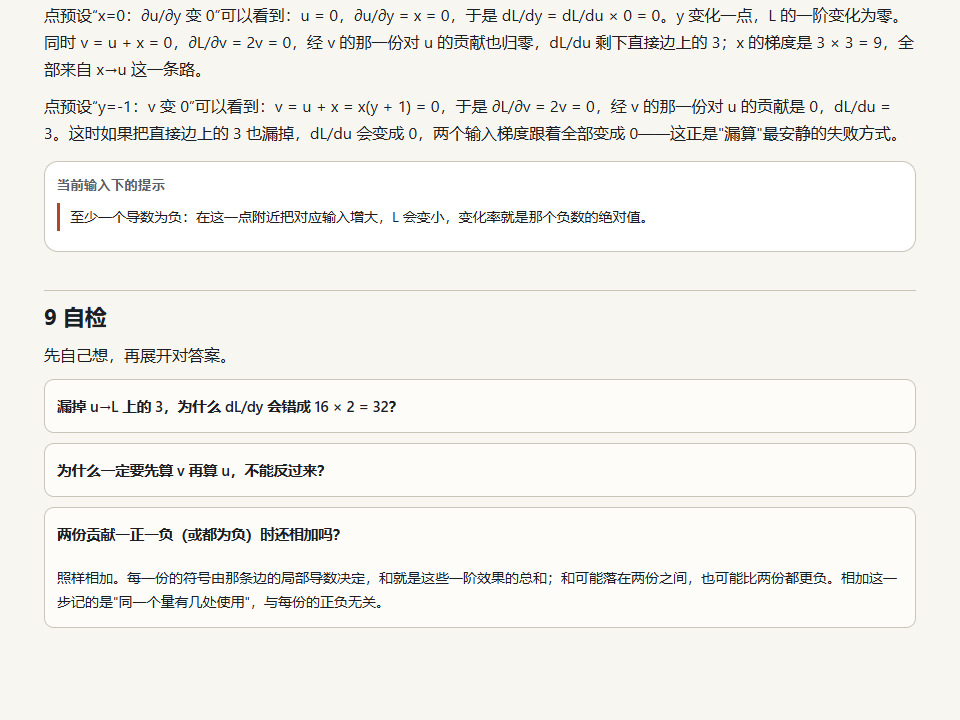 点预设“x=0：∂u/∂y 变 0”可以看到：u = 0，∂u/∂y = x = 0，于是 dL/dy = dL/du × 0 = 0。y 变化一点，L 的一阶变化为零。
同时 v = u + x = 0，∂L/∂v = 2v = 0，经 v 的那一份对 u 的贡献也归零，dL/du 剩下直接边上的 3；x 的梯度是 3 × 3 = 9，全
部来自 x→u 这一条路。
点预设“y=-1：v 变 0”可以看到：v = u + x = x(y + 1) = 0，于是 ∂L/∂v = 2v = 0，经 v 的那一份对 u 的贡献是 0，dL/du =
3。这时如果把直接边上的 3 也漏掉，dL/du 会变成 0，两个输入梯度跟着全部变成 0——这正是"漏算"最安静的失败方式。
当前输入下的提示
至少一个导数为负：在这一点附近把对应输入增大，L 会变小，变化率就是那个负数的绝对值。
9 自检
先自己想，再展开对答案。
漏掉 u→L 上的 3，为什么 dL/dy 会错成 16 × 2 = 32？
为什么一定要先算 v 再算 u，不能反过来？
两份贡献一正一负（或都为负）时还相加吗？
照样相加。每一份的符号由那条边的局部导数决定，和就是这些一阶效果的总和；和可能落在两份之间，也可能比两份都更负。相加这一
步记的是"同一个量有几处使用"，与每份的正负无关。